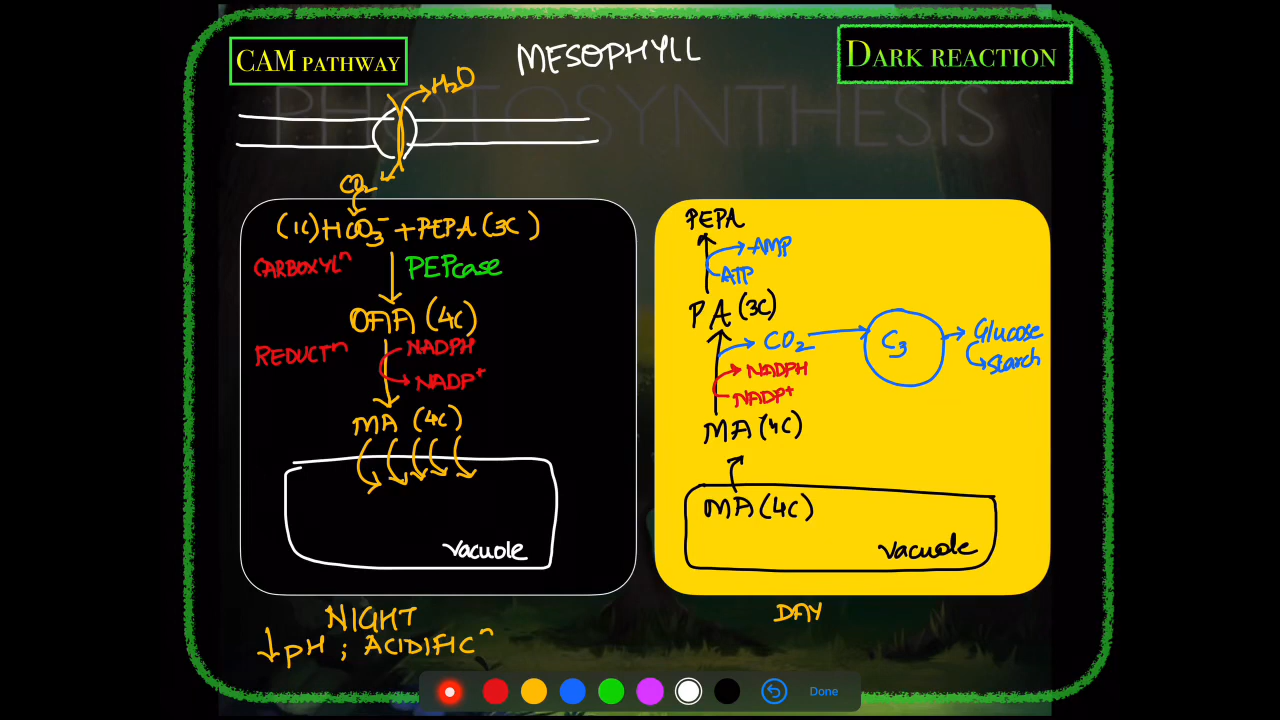 CAM PATHWAY
MESOPHYLL
DARK REACTION
PHOTOSYNTHESIS
H₂O
CO₂
(1C) HCO₃⁻ + PEPA (3C)
CARBOXYLⁿ
PEPcase
OAA (4C)
REDUCTⁿ
NADPH
NADP⁺
MA (4C)
Vacuole
NIGHT
↓ PH ; ACIDIFICⁿ
PEPA
AMP
ATP
PA (3C)
CO₂
C₃
Glucose
Starch
NADPH
NADP⁺
MA (4C)
MA (4C)
Vacuole
DAY
Done